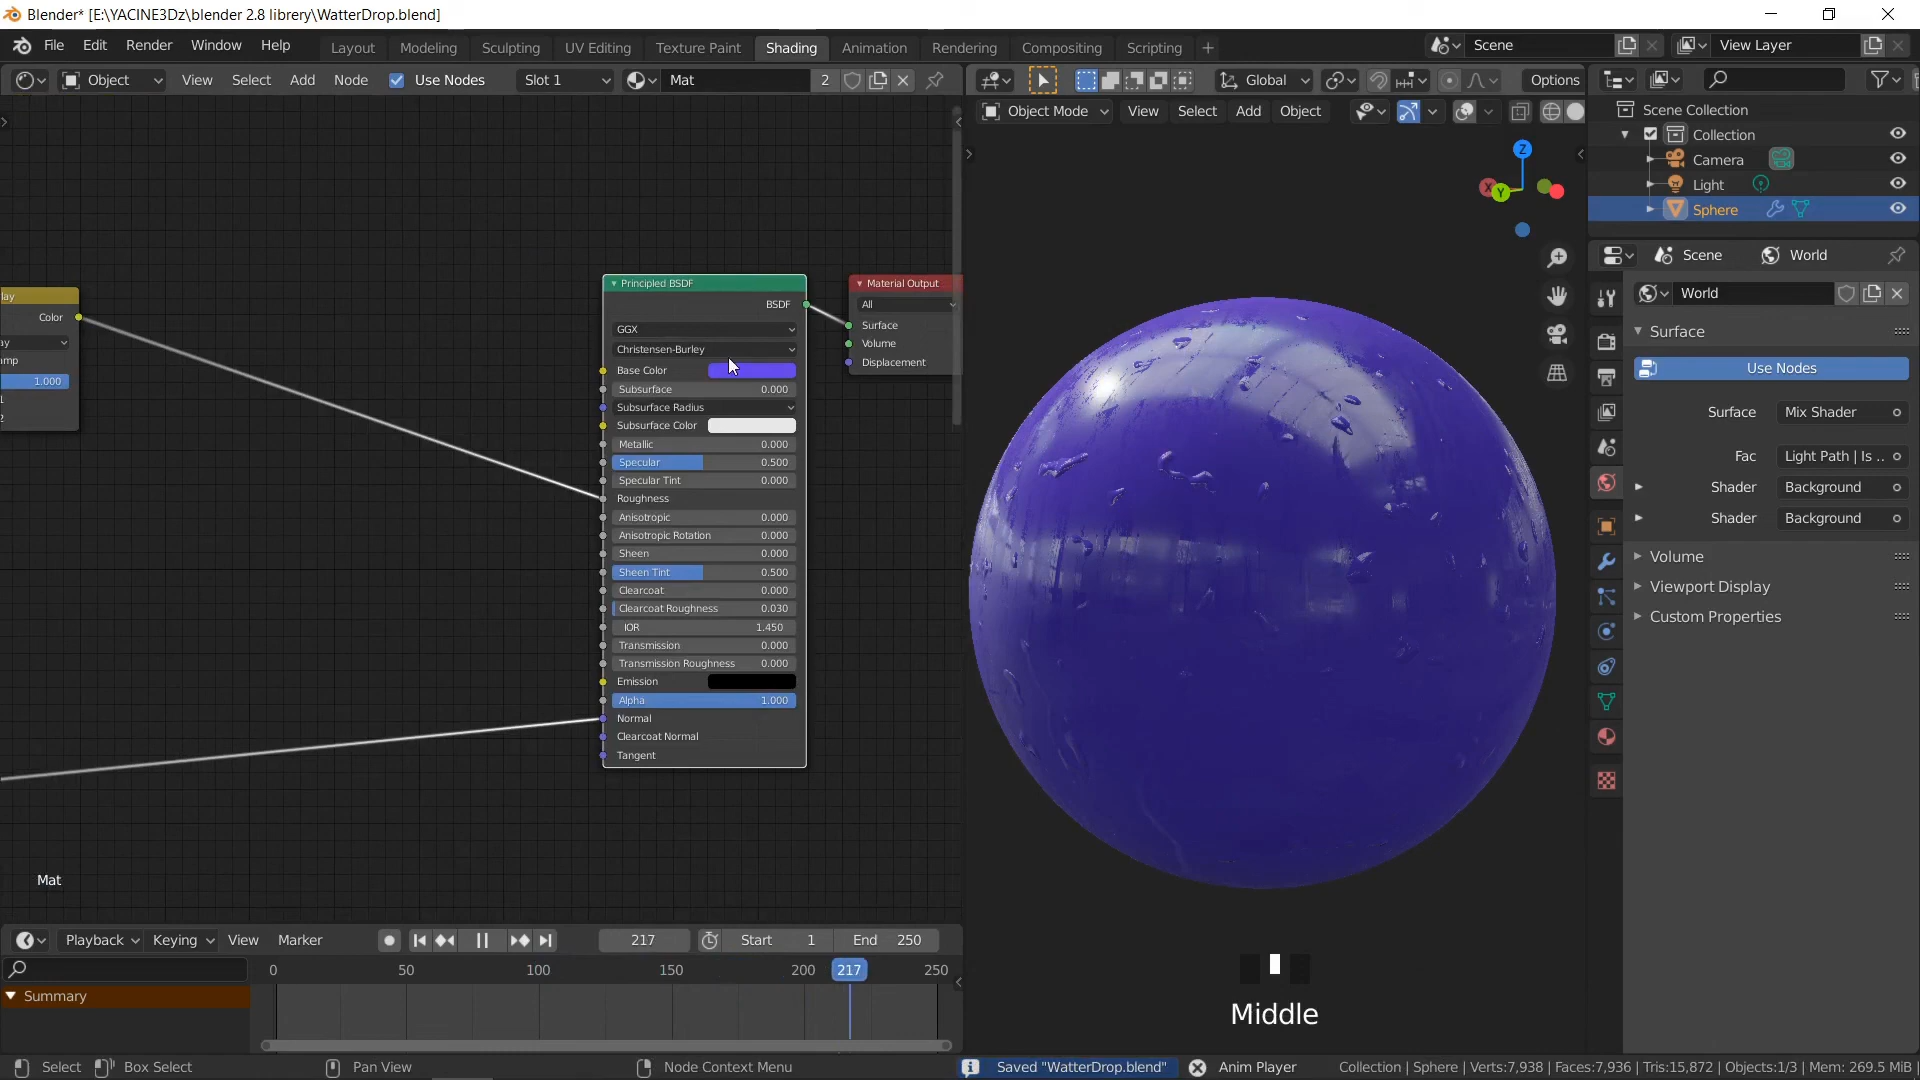 Blender* [E:\YACINE3Dz\blender 2.8 librery\WatterDrop.blend]
File Edit Render Window Help Layout Modeling Sculpting UV Editing Texture Paint Shading Animation Rendering Compositing Scripting + Scene View Layer
Object View Select Add Node Use Nodes Slot 1 Mat 2 Global Options
Object Mode View Select Add Object
Scene Collection
Collection
Camera
Light
Sphere
Z
X
Y
Scene World
World
Surface
Use Nodes
Surface Mix Shader
Fac Light Path | Is ..
Shader Background
Shader Background
Volume
Viewport Display
Custom Properties
lay
Color
ay
mp
1.000
1
2
Principled BSDF
BSDF
GGX
Christensen-Burley
Base Color
Subsurface 0.000
Subsurface Radius
Subsurface Color
Metallic 0.000
Specular 0.500
Specular Tint 0.000
Roughness
Anisotropic 0.000
Anisotropic Rotation 0.000
Sheen 0.000
Sheen Tint 0.500
Clearcoat 0.000
Clearcoat Roughness 0.030
IOR 1.450
Transmission 0.000
Transmission Roughness 0.000
Emission
Alpha 1.000
Normal
Clearcoat Normal
Tangent
Material Output
All
Surface
Volume
Displacement
Mat
Middle
Playback Keying View Marker 217 Start 1 End 250
0 50 100 150 200 217 250
Summary
Select Box Select Pan View Node Context Menu Saved "WatterDrop.blend" Anim Player Collection | Sphere | Verts:7,938 | Faces:7,936 | Tris:15,872 | Objects:1/3 | Mem: 269.5 MiB